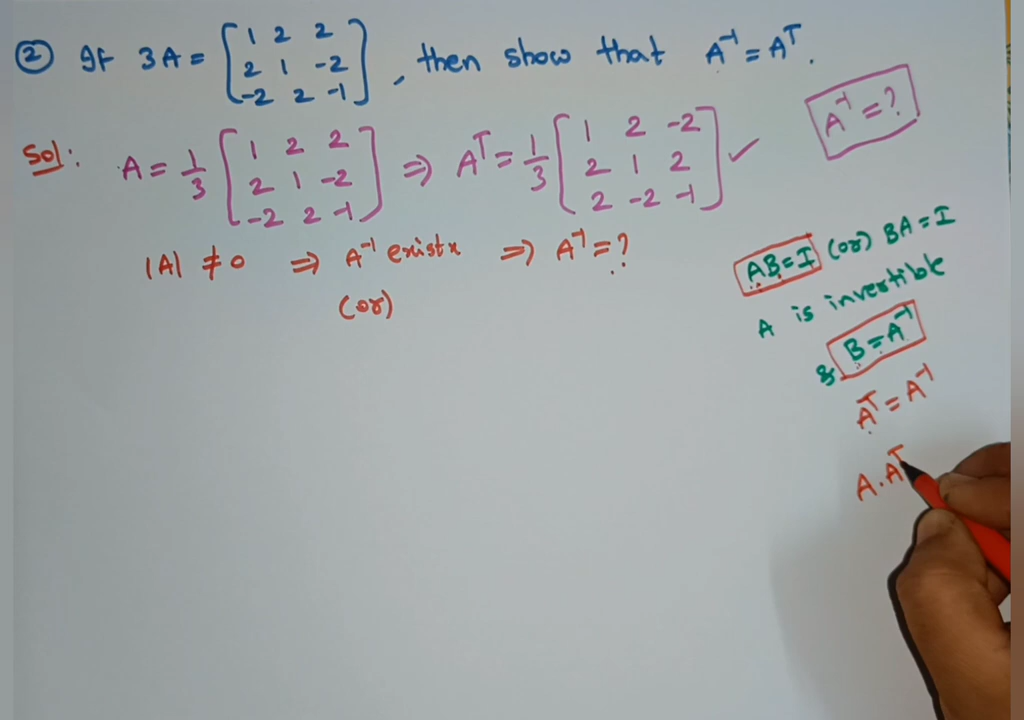 ② If 3A = [1 2 2
2 1 -2
-2 2 -1], then show that A⁻¹ = Aᵀ.
Sol: A = 1/3 [1 2 2
2 1 -2
-2 2 -1] ⇒ Aᵀ = 1/3 [1 2 -2
2 1 2
2 -2 -1] ✓
A⁻¹ = ?
|A| ≠ 0 ⇒ A⁻¹ exists ⇒ A⁻¹ = ?
(or)
AB = I (or) BA = I
A is invertible
& B = A⁻¹
Aᵀ = A⁻¹
A.Aᵀ